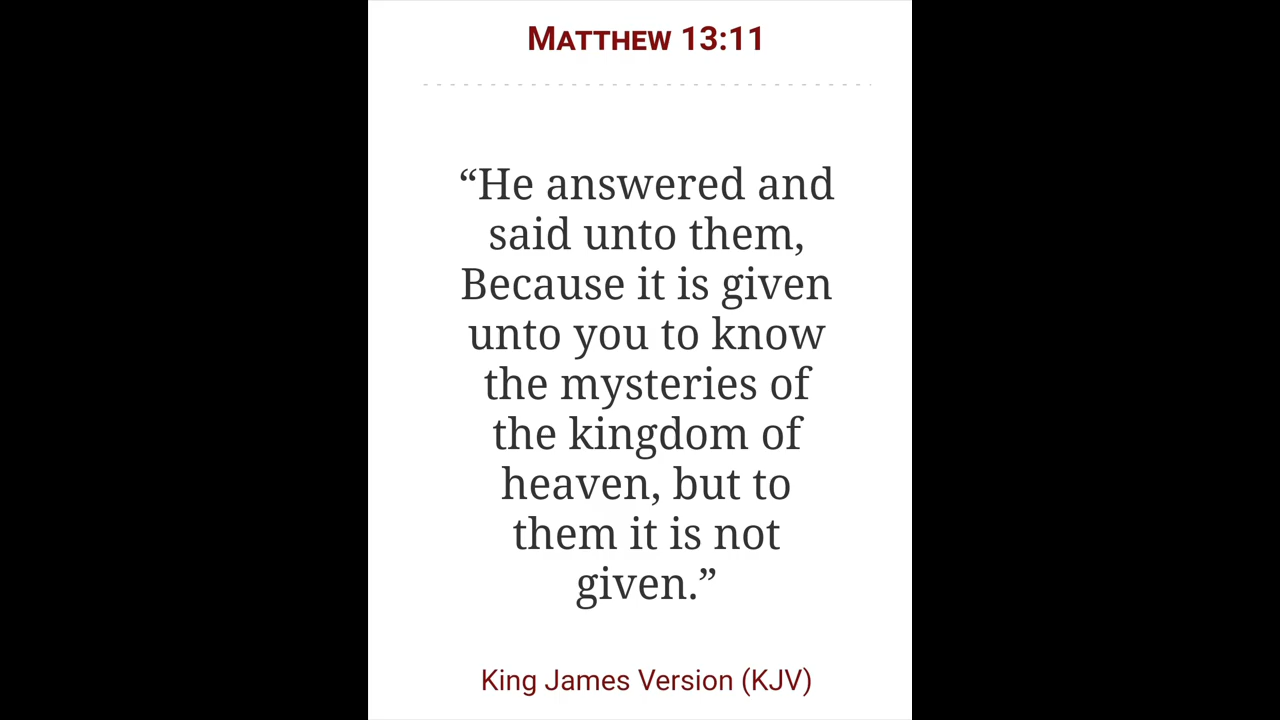 Matthew 13:11
“He answered and
said unto them,
Because it is given
unto you to know
the mysteries of
the kingdom of
heaven, but to
them it is not
given.”
King James Version (KJV)